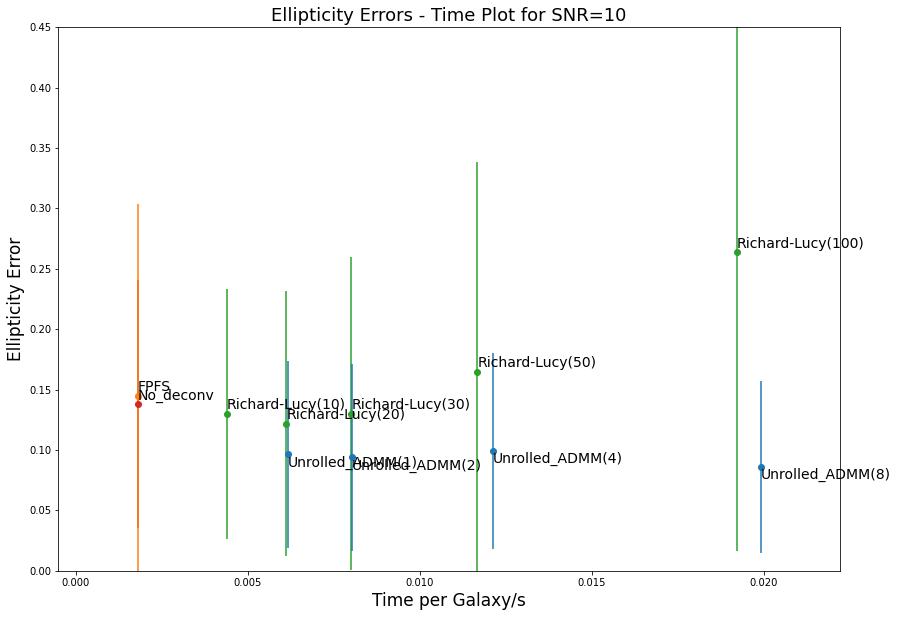 Ellipticity Errors - Time Plot for SNR=10
0.45
0.40
0.35
0.30
0.25
0.20
0.15
0.10
0.05
0.00
Ellipticity Error
Richard-Lucy(100)
Richard-Lucy(50)
FPFS
No_deconv
Richard-Lucy(10)
Richard-Lucy(30)
Richard-Lucy(20)
Unrolled_ADMM(1)
Unrolled_ADMM(2)
Unrolled_ADMM(4)
Unrolled_ADMM(8)
0.000
0.005
0.010
0.015
0.020
Time per Galaxy/s